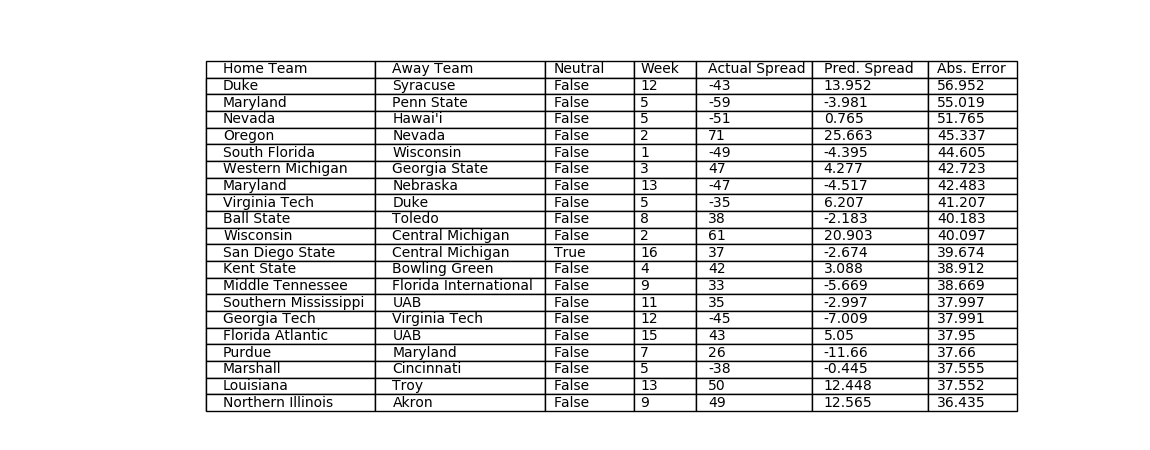 Home Team Away Team Neutral Week Actual Spread Pred. Spread Abs. Error
Duke Syracuse False 12 -43 13.952 56.952
Maryland Penn State False 5 -59 -3.981 55.019
Nevada Hawai'i False 5 -51 0.765 51.765
Oregon Nevada False 2 71 25.663 45.337
South Florida Wisconsin False 1 -49 -4.395 44.605
Western Michigan Georgia State False 3 47 4.277 42.723
Maryland Nebraska False 13 -47 -4.517 42.483
Virginia Tech Duke False 5 -35 6.207 41.207
Ball State Toledo False 8 38 -2.183 40.183
Wisconsin Central Michigan False 2 61 20.903 40.097
San Diego State Central Michigan True 16 37 -2.674 39.674
Kent State Bowling Green False 4 42 3.088 38.912
Middle Tennessee Florida International False 9 33 -5.669 38.669
Southern Mississippi UAB False 11 35 -2.997 37.997
Georgia Tech Virginia Tech False 12 -45 -7.009 37.991
Florida Atlantic UAB False 15 43 5.05 37.95
Purdue Maryland False 7 26 -11.66 37.66
Marshall Cincinnati False 5 -38 -0.445 37.555
Louisiana Troy False 13 50 12.448 37.552
Northern Illinois Akron False 9 49 12.565 36.435